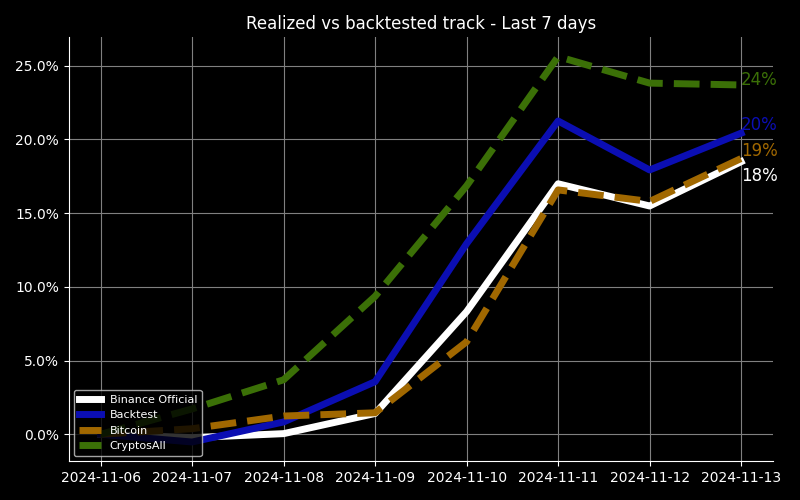 Realized vs backtested track - Last 7 days
25.0%
20.0%
15.0%
10.0%
5.0%
0.0%
24%
20%
19%
18%
Binance Official
Backtest
Bitcoin
CryptosAll
2024-11-06 2024-11-07 2024-11-08 2024-11-09 2024-11-10 2024-11-11 2024-11-12 2024-11-13